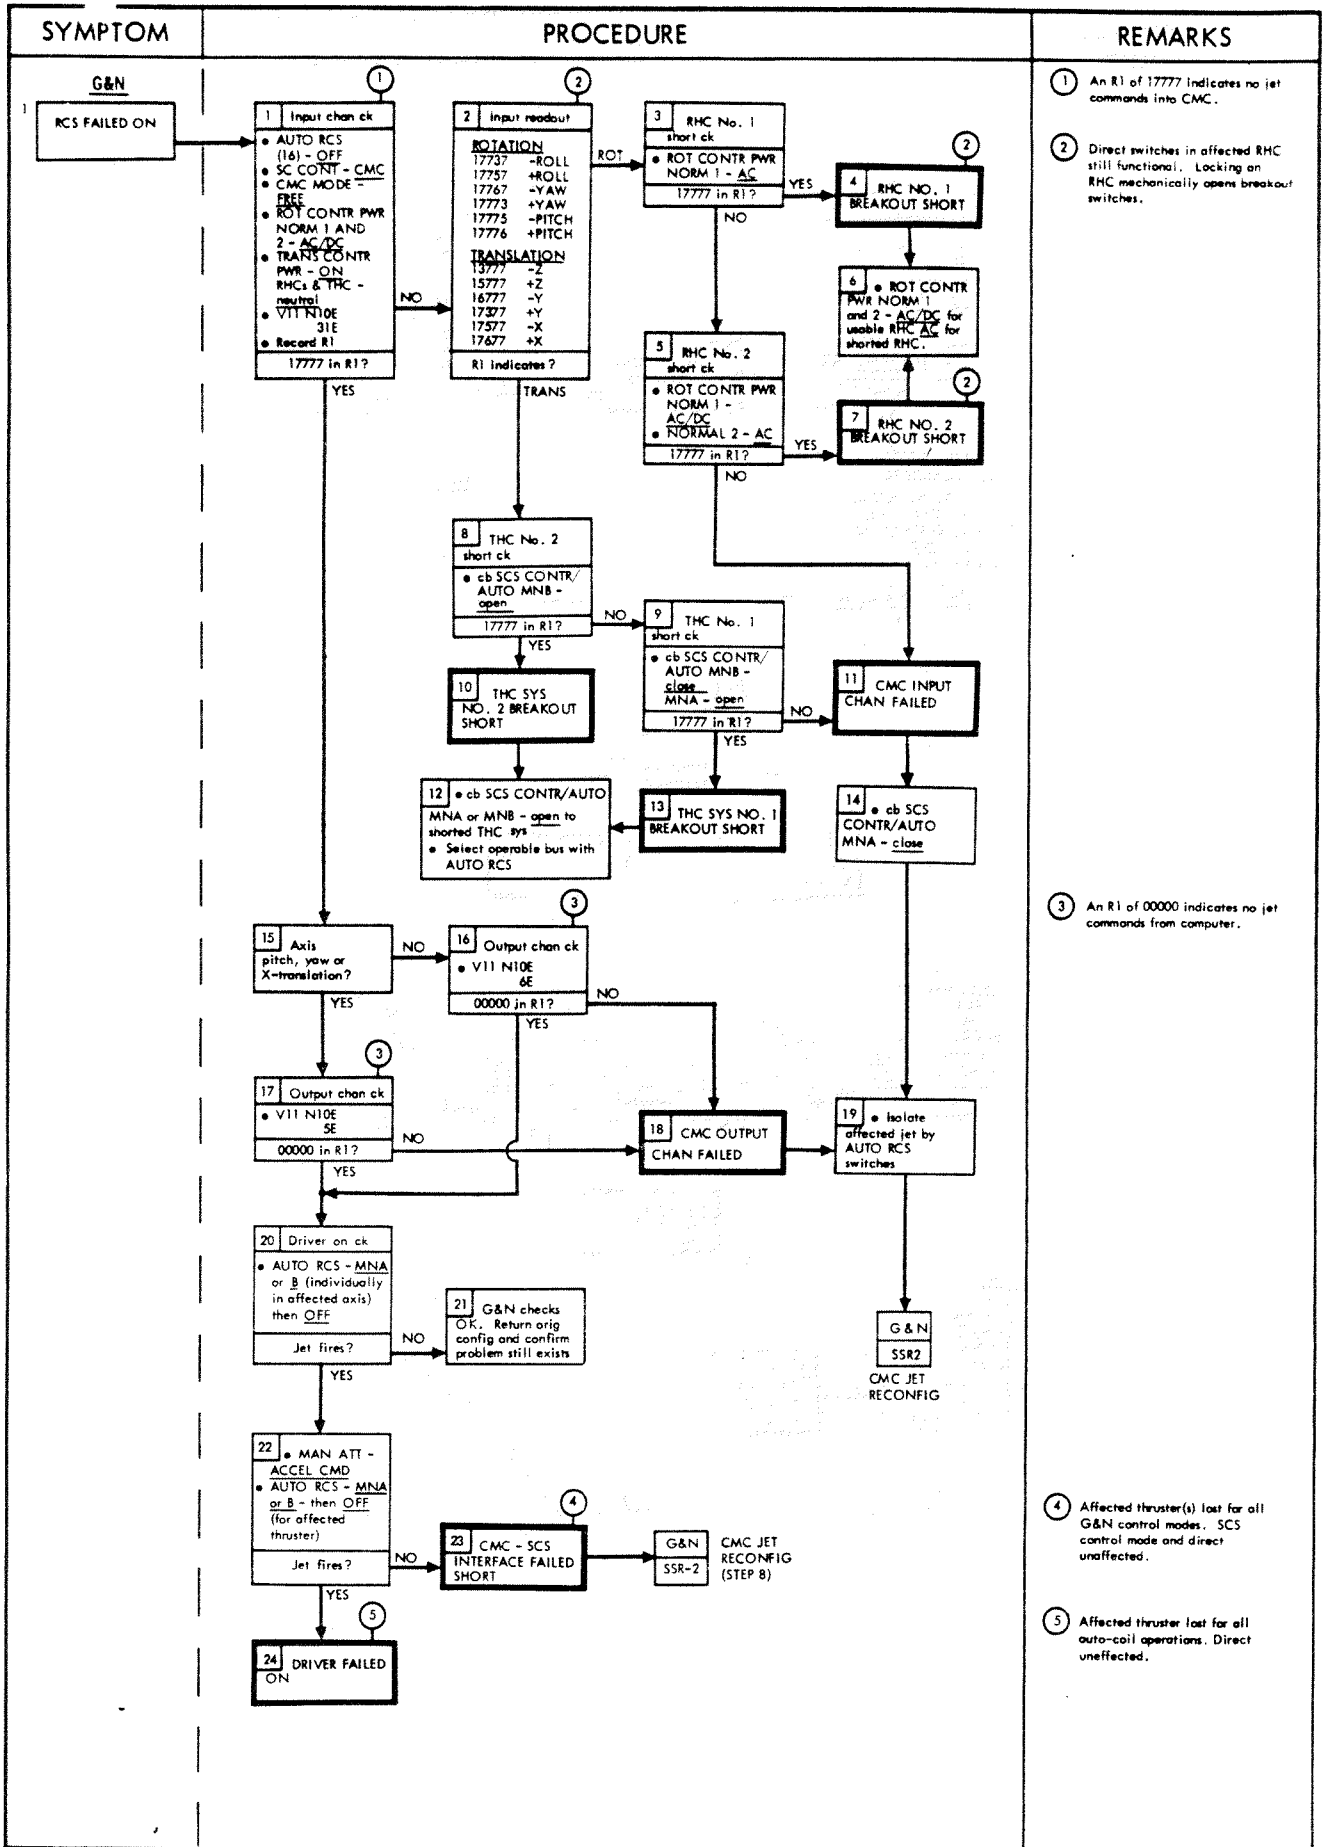 SYMPTOM
PROCEDURE
REMARKS
G&N
1
RCS FAILED ON
1
1 Input chan ck
• AUTO RCS
(16) - OFF
• SC CONT - CMC
• CMC MODE -
FREE
• ROT CONTR PWR
NORM 1 AND
2 - AC/DC
• TRANS CONTR
PWR - ON
RHCs & THC -
neutral
• V11 N10E
31E
• Record R1
17777 in R1?
NO
YES
2
2 Input readout
ROTATION
17737 -ROLL
17757 +ROLL
17767 -YAW
17773 +YAW
17775 -PITCH
17776 +PITCH
TRANSLATION
13777 -Z
15777 +Z
16777 -Y
17377 +Y
17577 -X
17677 +X
R1 indicates?
ROT
TRANS
3 RHC No. 1
short ck
• ROT CONTR PWR
NORM 1 - AC
17777 in R1?
YES
NO
2
4 RHC NO. 1
BREAKOUT SHORT
6 • ROT CONTR
PWR NORM 1
and 2 - AC/DC for
usable RHC AC for
shorted RHC.
5 RHC No. 2
short ck
• ROT CONTR PWR
NORM 1 -
AC/DC
• NORMAL 2 - AC
17777 in R1?
YES
NO
2
7 RHC NO. 2
BREAKOUT SHORT
8 THC No. 2
short ck
• cb SCS CONTR/
AUTO MNB -
open
17777 in R1?
NO
YES
9 THC No. 1
short ck
• cb SCS CONTR/
AUTO MNB -
close
MNA - open
17777 in R1?
NO
YES
10 THC SYS
NO. 2 BREAKOUT
SHORT
11 CMC INPUT
CHAN FAILED
12 • cb SCS CONTR/AUTO
MNA or MNB - open to
shorted THC sys
• Select operable bus with
AUTO RCS
13 THC SYS NO. 1
BREAKOUT SHORT
14 • cb SCS
CONTR/AUTO
MNA - close
15 Axis
pitch, yaw or
X-translation?
NO
YES
3
16 Output chan ck
• V11 N10E
6E
00000 in R1?
NO
YES
3
17 Output chan ck
• V11 N10E
5E
00000 in R1?
NO
YES
18 CMC OUTPUT
CHAN FAILED
19 • Isolate
affected jet by
AUTO RCS
switches
G & N
SSR2
CMC JET
RECONFIG
20 Driver on ck
• AUTO RCS - MNA
or B (individually
in affected axis)
then OFF
Jet fires?
NO
YES
21 G&N checks
OK. Return orig
config and confirm
problem still exists
22 • MAN ATT -
ACCEL CMD
• AUTO RCS - MNA
or B - then OFF
(for affected
thruster)
Jet fires?
NO
YES
4
23 CMC - SCS
INTERFACE FAILED
SHORT
G&N
SSR-2
CMC JET
RECONFIG
(STEP 8)
5
24 DRIVER FAILED
ON
1 An R1 of 17777 indicates no jet
commands into CMC.
2 Direct switches in affected RHC
still functional. Locking an
RHC mechanically opens breakout
switches.
3 An R1 of 00000 indicates no jet
commands from computer.
4 Affected thruster(s) lost for all
G&N control modes. SCS
control mode and direct
unaffected.
5 Affected thruster lost for all
auto-coil operations. Direct
uneffected.